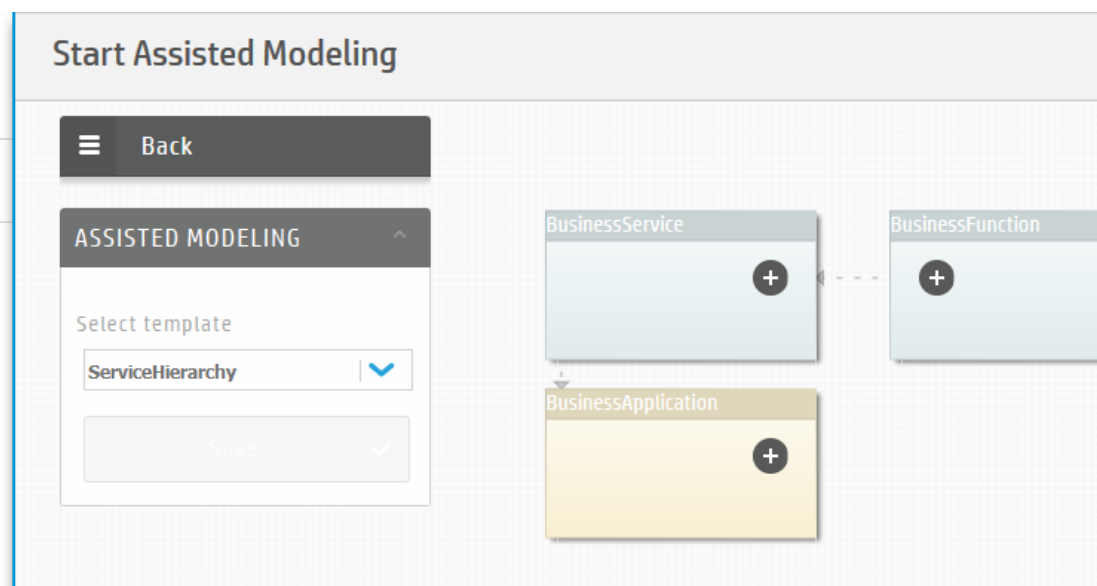 Start Assisted Modeling
Back
ASSISTED MODELING
Select template
ServiceHierarchy
Save
BusinessService
BusinessFunction
BusinessApplication